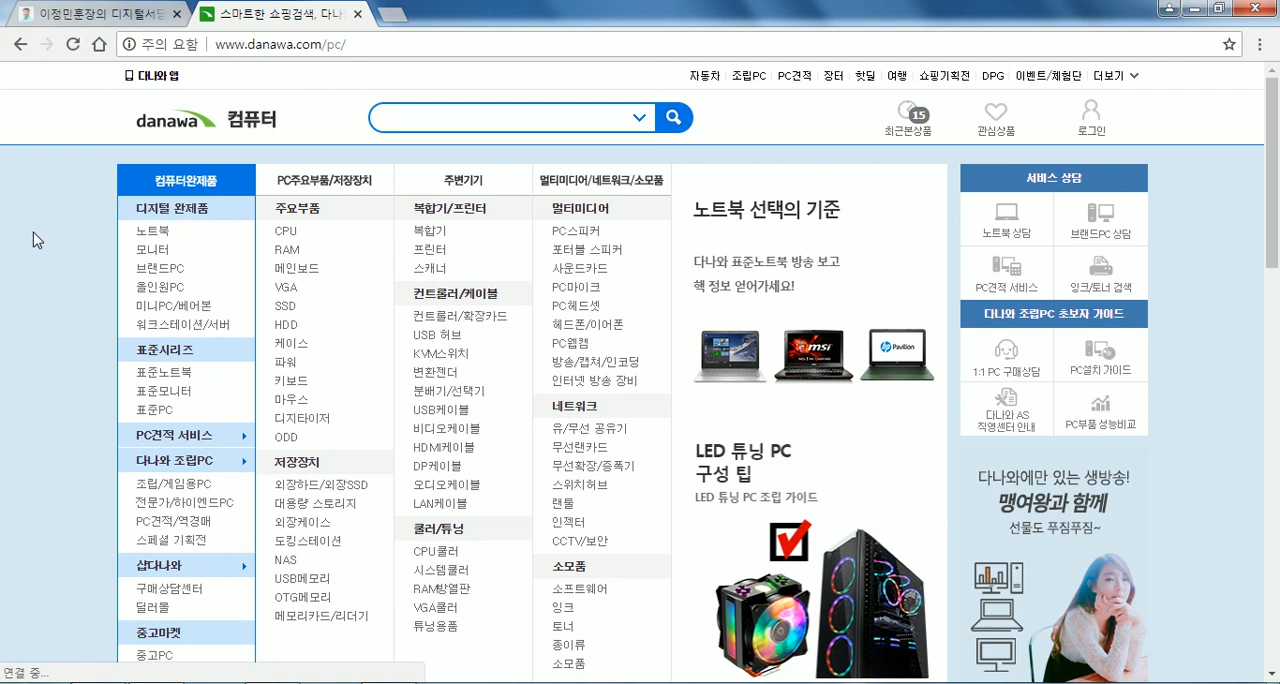 이정민훈장의 디지털서당
스마트한 쇼핑검색, 다나와
주의 요함 www.danawa.com/pc/
다나와 앱
자동차 조립PC PC견적 장터 핫딜 여행 쇼핑기획전 DPG 이벤트/체험단 더보기
danawa 컴퓨터
15
최근본상품 관심상품 로그인
컴퓨터완제품
디지털 완제품
노트북
모니터
브랜드PC
올인원PC
미니PC/베어본
워크스테이션/서버
표준시리즈
표준노트북
표준모니터
표준PC
PC견적 서비스
다나와 조립PC
조립/게임용PC
전문가/하이엔드PC
PC견적/역경매
스페셜 기획전
샵다나와
구매상담센터
딜러몰
중고마켓
중고PC
PC주요부품/저장장치
주요부품
CPU
RAM
메인보드
VGA
SSD
HDD
케이스
파워
키보드
마우스
디지타이저
ODD
저장장치
외장하드/외장SSD
대용량 스토리지
외장케이스
도킹스테이션
NAS
USB메모리
OTG메모리
메모리카드/리더기
주변기기
복합기/프린터
복합기
프린터
스캐너
컨트롤러/케이블
컨트롤러/확장카드
USB 허브
KVM스위치
변환젠더
분배기/선택기
USB케이블
비디오케이블
HDMI케이블
DP케이블
오디오케이블
LAN케이블
쿨러/튜닝
CPU쿨러
시스템쿨러
RAM방열판
VGA쿨러
튜닝용품
멀티미디어/네트워크/소모품
멀티미디어
PC스피커
포터블 스피커
사운드카드
PC마이크
PC헤드셋
헤드폰/이어폰
PC웹캠
방송/캡쳐/인코딩
인터넷 방송 장비
네트워크
유/무선 공유기
무선랜카드
무선확장/증폭기
스위치허브
랜툴
인젝터
CCTV/보안
소모품
소프트웨어
잉크
토너
종이류
소모품
노트북 선택의 기준
다나와 표준노트북 방송 보고
핵 정보 얻어가세요!
msi
hp Pavilion
LED 튜닝 PC
구성 팁
LED 튜닝 PC 조립 가이드
서비스 상담
노트북 상담 브랜드PC 상담
PC견적 서비스 잉크/토너 검색
다나와 조립PC 초보자 가이드
1:1 PC 구매상담 PC설치 가이드
다나와 AS
직영센터 안내 PC부품 성능비교
다나와에만 있는 생방송!
맹여왕과 함께
선물도 푸짐푸짐~
연결 중...